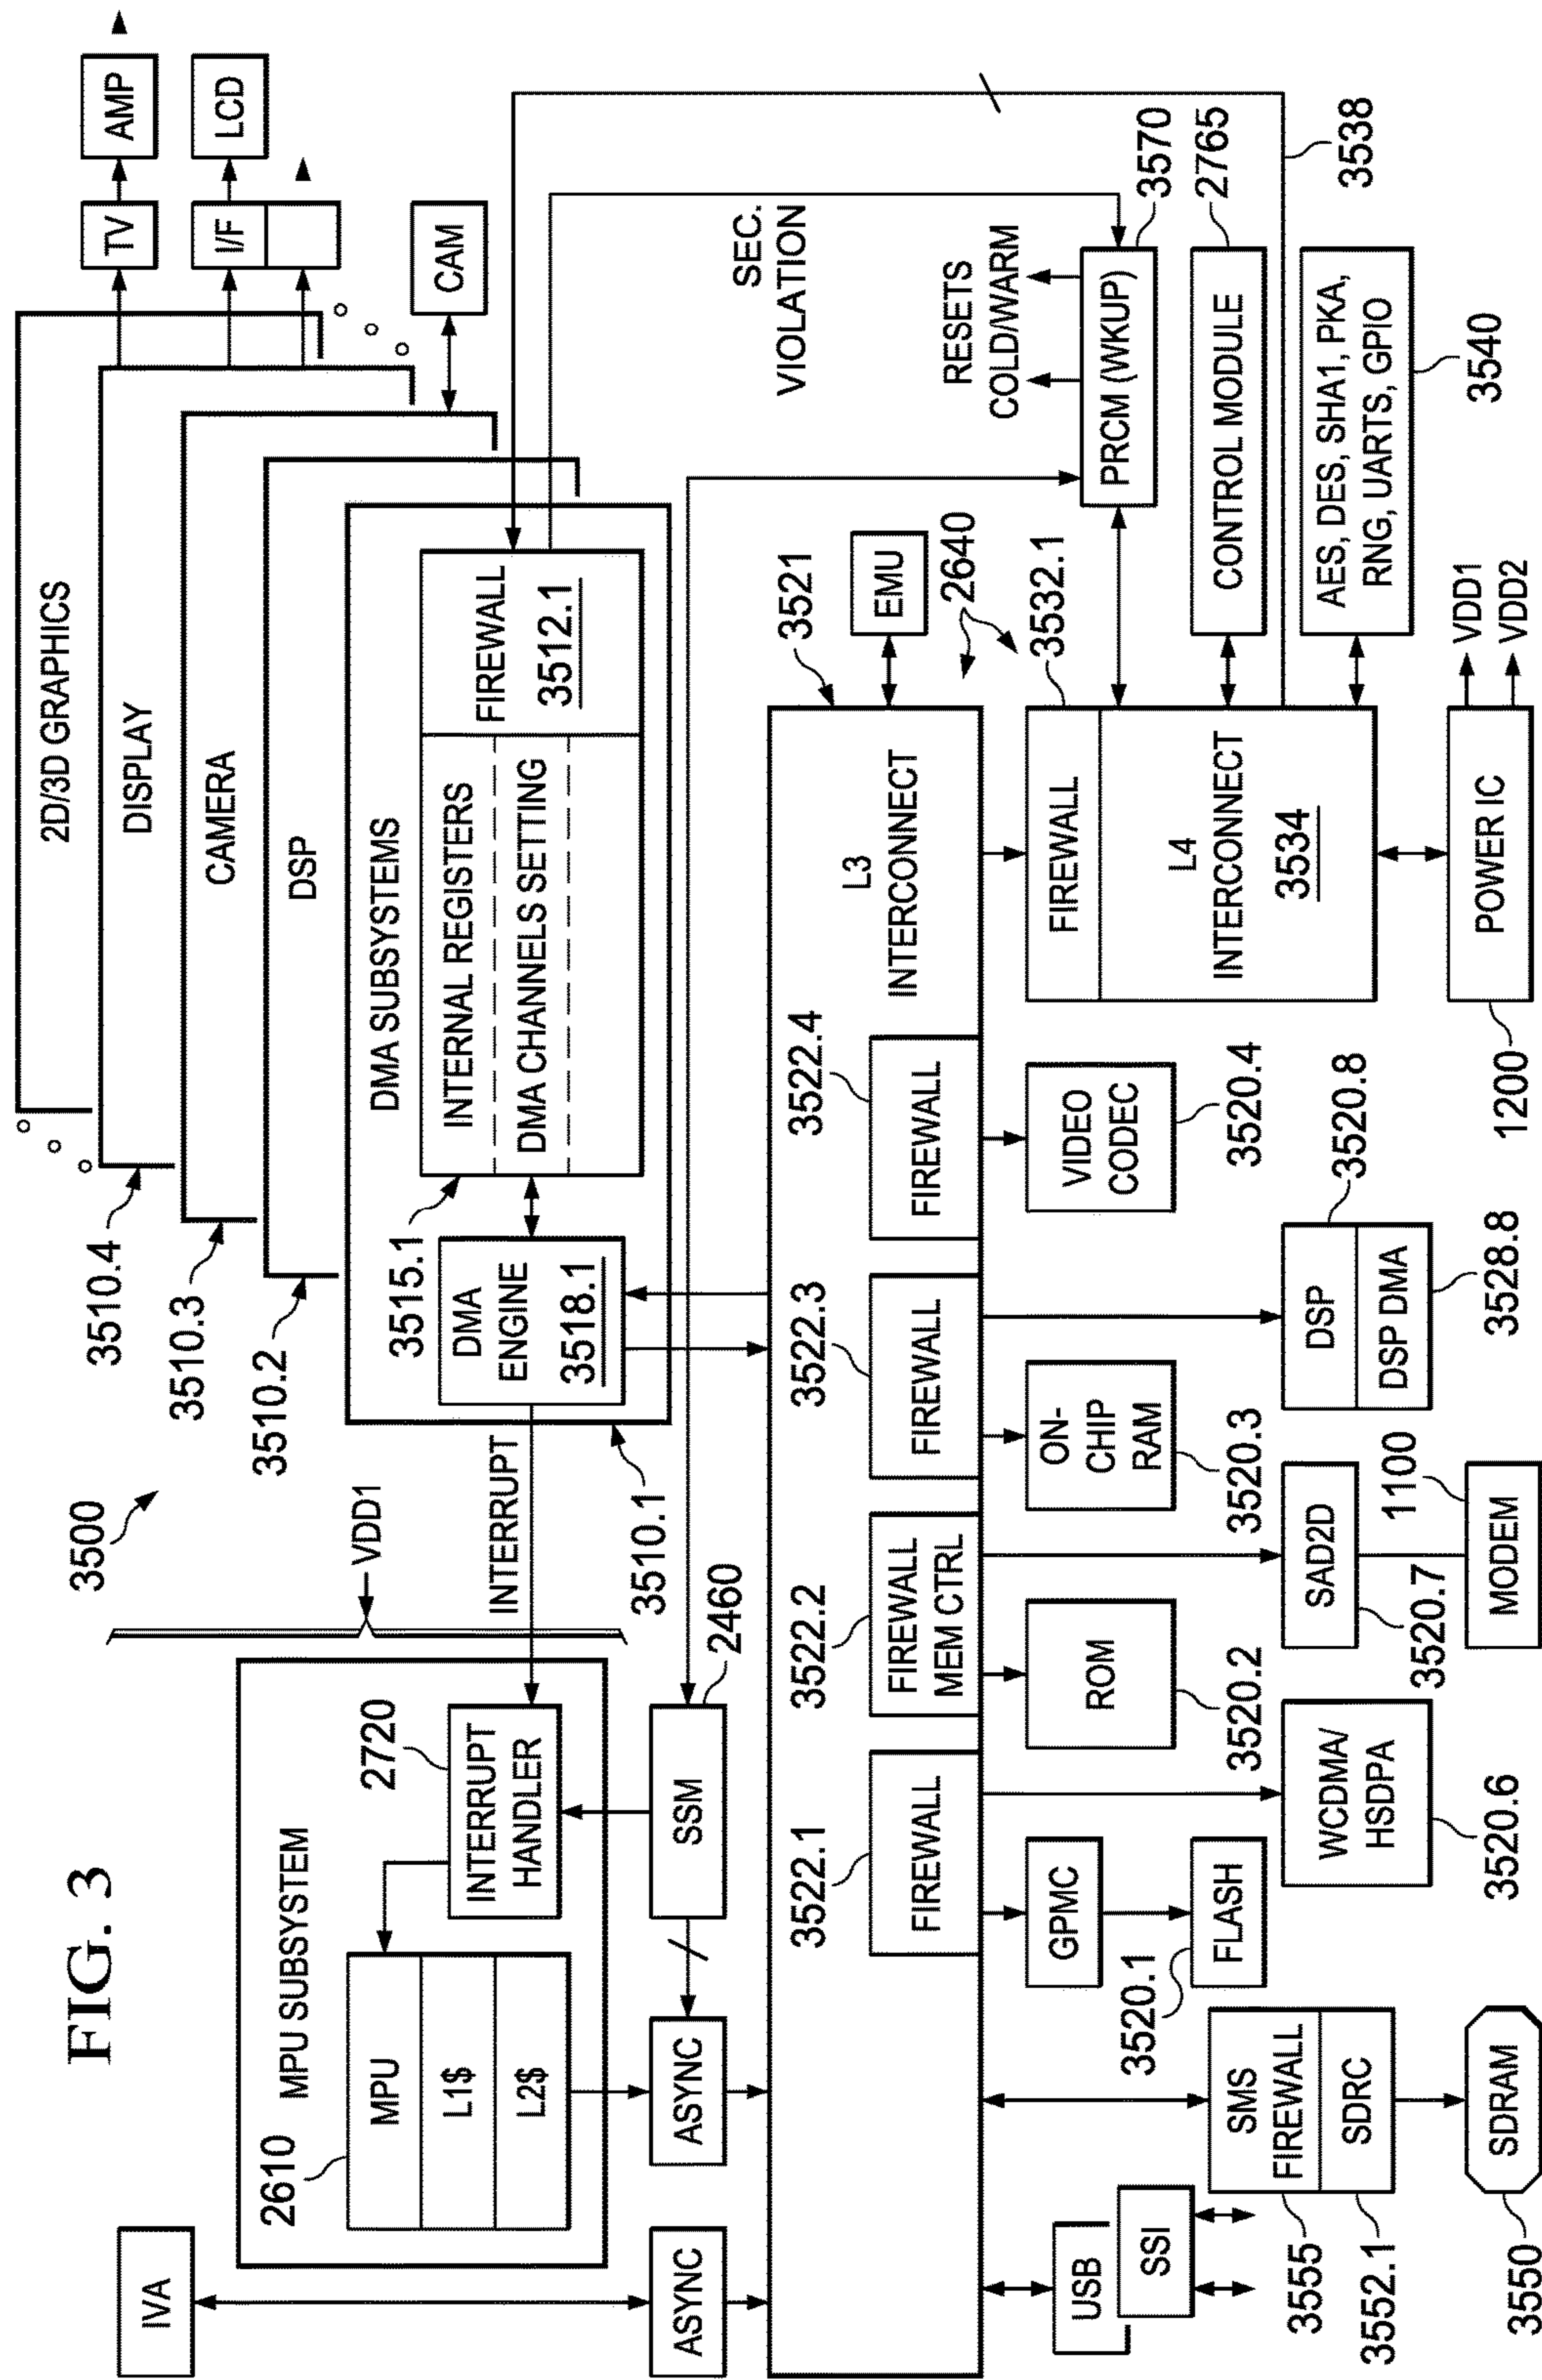 FIG. 3
3500
IVA
MPU SUBSYSTEM
2610
MPU
L1$
L2$
2720
INTERRUPT
HANDLER
VDD1
INTERRUPT
ASYNC
ASYNC
SSM
2460
3510.4
3510.3
3510.2
3510.1
2D/3D GRAPHICS
DISPLAY
CAMERA
DSP
DMA SUBSYSTEMS
3515.1
DMA
ENGINE
3518.1
INTERNAL REGISTERS
DMA CHANNELS SETTING
FIREWALL
3512.1
TV
AMP
I/F
LCD
CAM
SEC.
VIOLATION
RESETS
COLD/WARM
PRCM (WKUP)
3570
CONTROL MODULE
2765
AES, DES, SHA1, PKA,
RNG, UARTS, GPIO
3540
3538
3521
EMU
2640
L3
INTERCONNECT
3522.1
FIREWALL
3522.2
FIREWALL
MEM CTRL
3522.3
FIREWALL
3522.4
FIREWALL
3532.1
FIREWALL
L4
INTERCONNECT
3534
POWER IC
1200
VDD1
VDD2
USB
SSI
SMS
FIREWALL
SDRC
3555
3552.1
SDRAM
3550
GPMC
FLASH
3520.1
WCDMA/
HSDPA
3520.6
ROM
3520.2
SAD2D
3520.7
MODEM
1100
ON-
CHIP
RAM
3520.3
DSP
DSP DMA
3520.8
3528.8
VIDEO
CODEC
3520.4